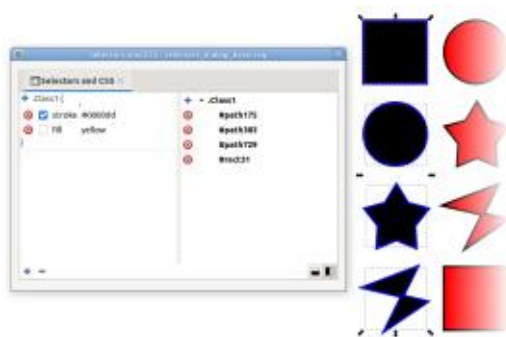 Selectors and CSS
.Class1 {
stroke #0000dd
fill yellow
}
.Class1
#path175
#path383
#path729
#rect31